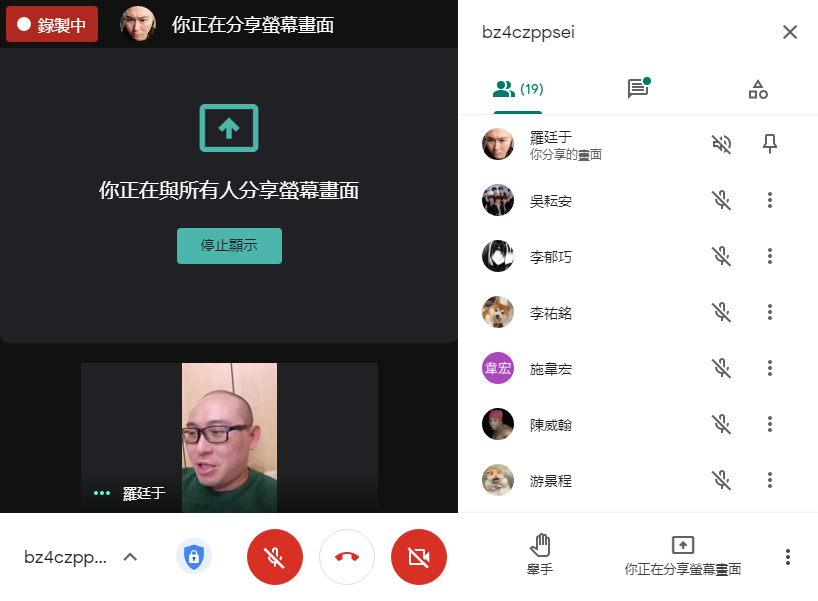 錄製中
你正在分享螢幕畫面
你正在與所有人分享螢幕畫面
停止顯示
羅廷于
bz4czpp...
bz4czppsei
(19)
羅廷于
你分享的畫面
吳耘安
李郁巧
李祐銘
韋宏
施韋宏
陳威翰
游景程
舉手
你正在分享螢幕畫面